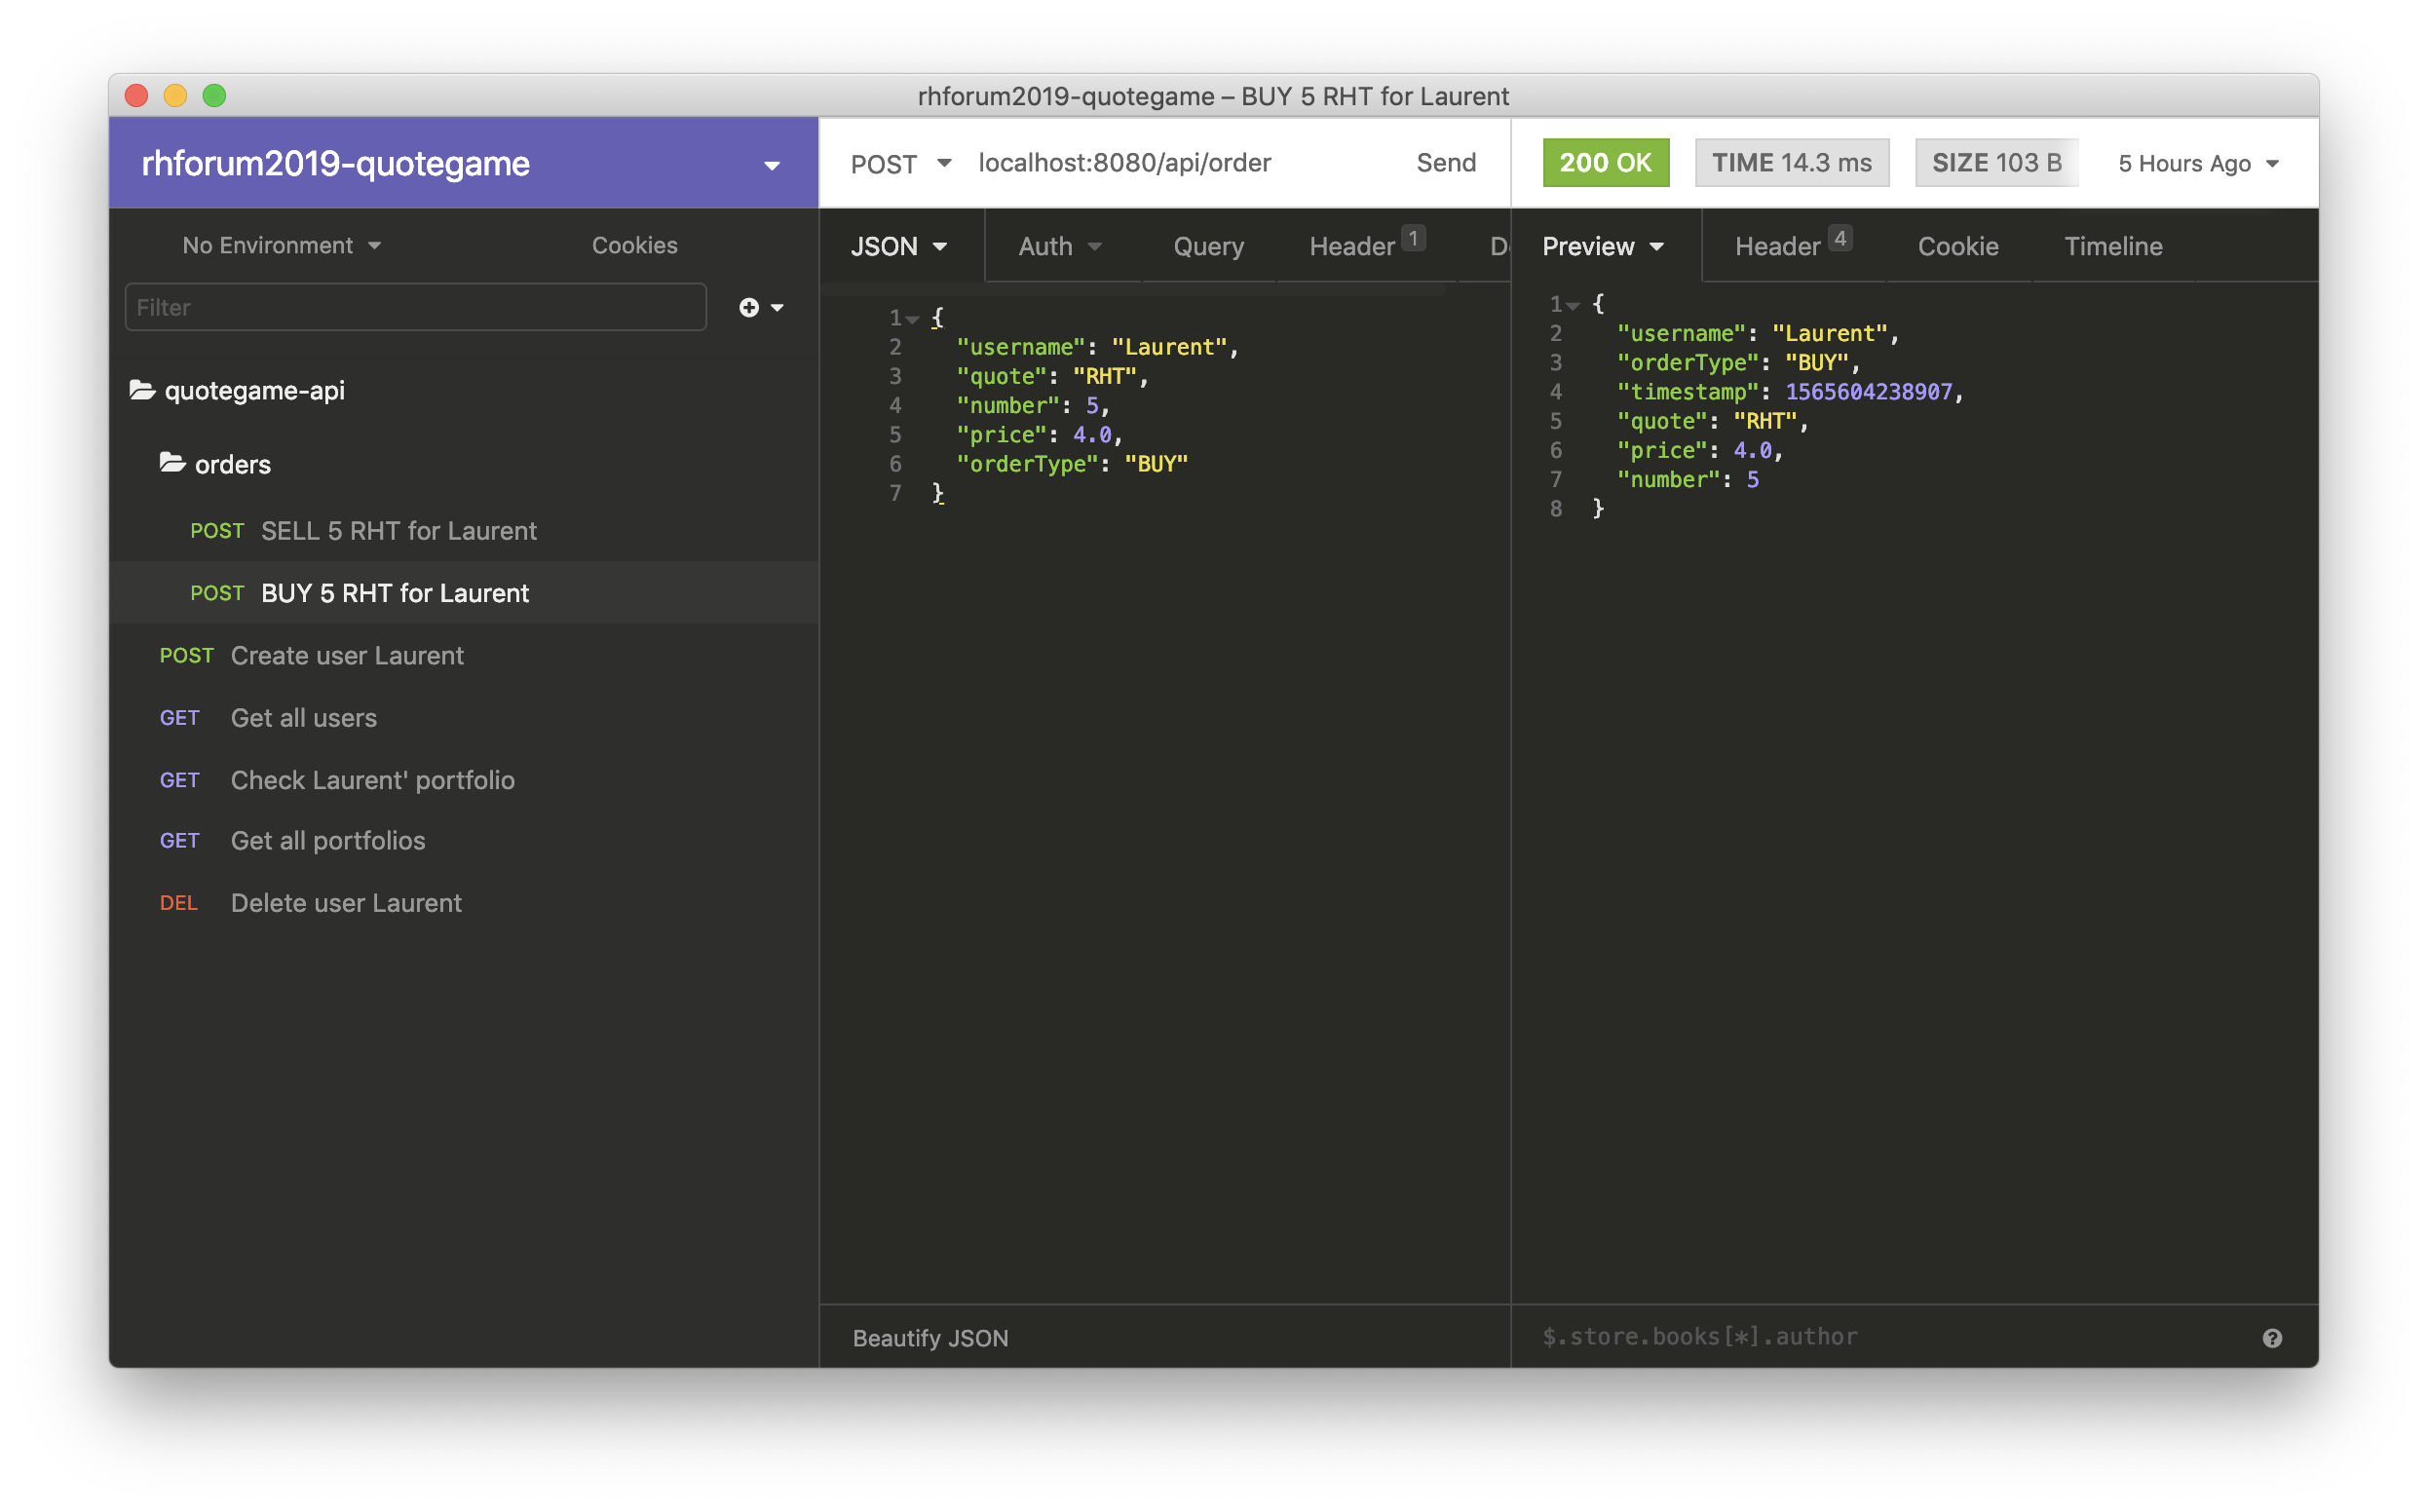 rhforum2019-quotegame – BUY 5 RHT for Laurent
rhforum2019-quotegame
No Environment Cookies
Filter
quotegame-api
orders
POST SELL 5 RHT for Laurent
POST BUY 5 RHT for Laurent
POST Create user Laurent
GET Get all users
GET Check Laurent' portfolio
GET Get all portfolios
DEL Delete user Laurent
POST localhost:8080/api/order Send
JSON Auth Query Header 1
1 {
2 "username": "Laurent",
3 "quote": "RHT",
4 "number": 5,
5 "price": 4.0,
6 "orderType": "BUY"
7 }
Beautify JSON
200 OK TIME 14.3 ms SIZE 103 B 5 Hours Ago
Preview Header 4 Cookie Timeline
1 {
2 "username": "Laurent",
3 "orderType": "BUY",
4 "timestamp": 1565604238907,
5 "quote": "RHT",
6 "price": 4.0,
7 "number": 5
8 }
$.store.books[*].author